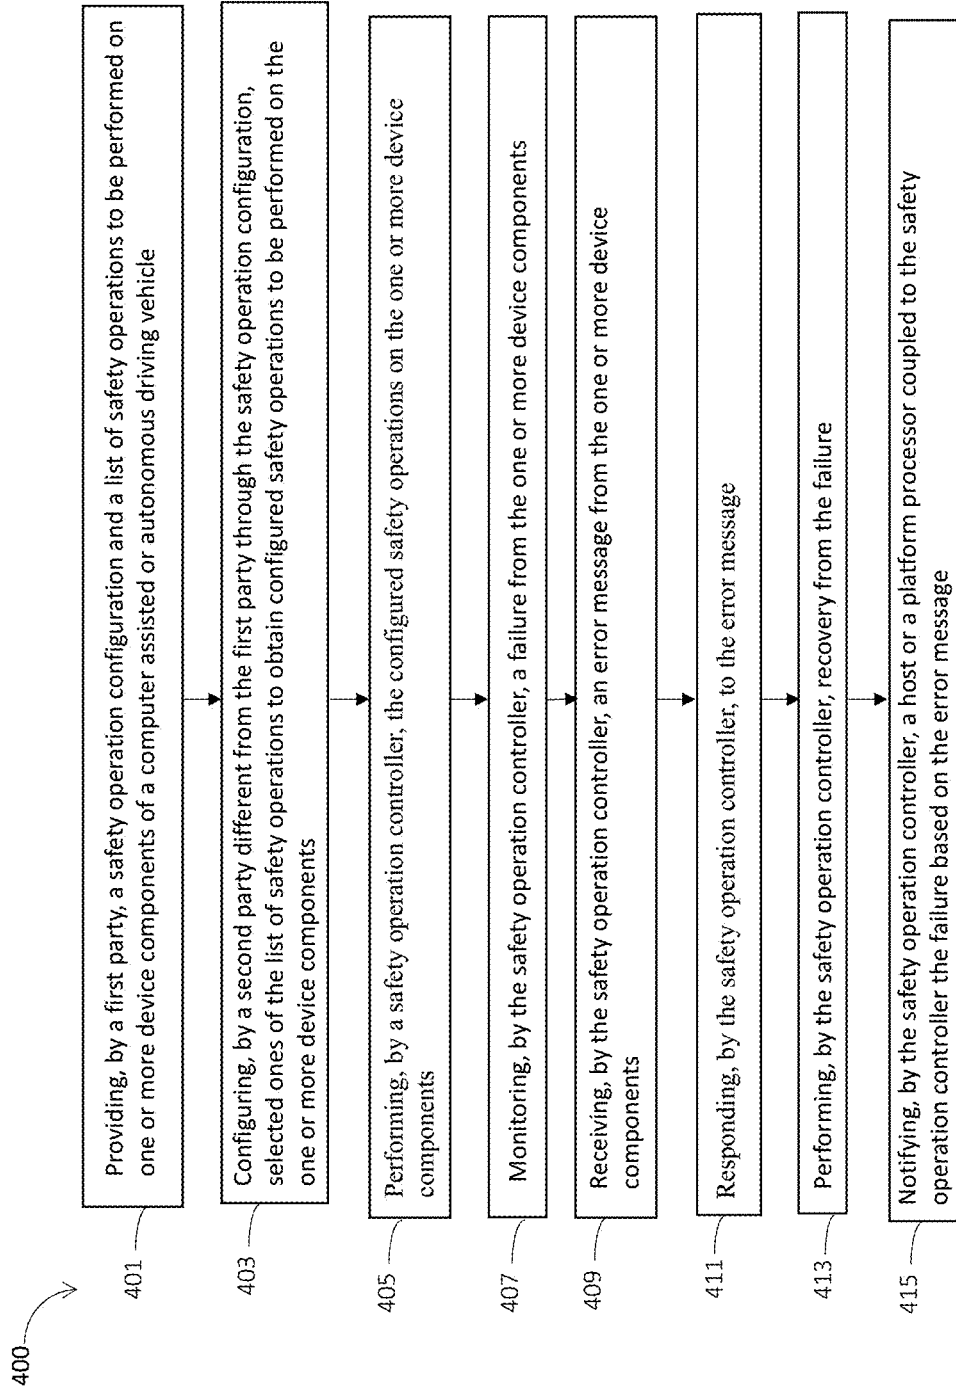 400
401
Providing, by a first party, a safety operation configuration and a list of safety operations to be performed on
one or more device components of a computer assisted or autonomous driving vehicle
403
Configuring, by a second party different from the first party through the safety operation configuration,
selected ones of the list of safety operations to obtain configured safety operations to be performed on the
one or more device components
405
Performing, by a safety operation controller, the configured safety operations on the one or more device
components
407
Monitoring, by the safety operation controller, a failure from the one or more device components
409
Receiving, by the safety operation controller, an error message from the one or more device
components
411
Responding, by the safety operation controller, to the error message
413
Performing, by the safety operation controller, recovery from the failure
415
Notifying, by the safety operation controller, a host or a platform processor coupled to the safety
operation controller the failure based on the error message